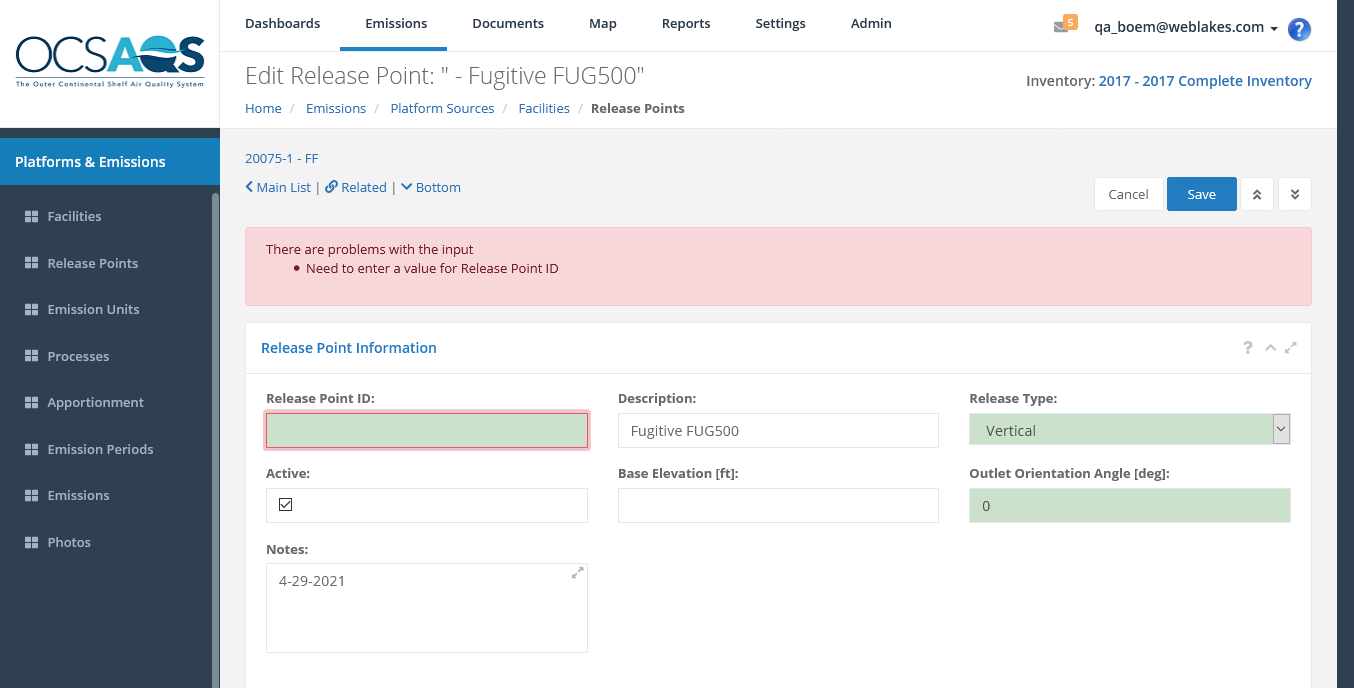 OCSAQS
The Outer Continental Shelf Air Quality System
Dashboards Emissions Documents Map Reports Settings Admin
5 qa_boem@weblakes.com ?
Edit Release Point: " - Fugitive FUG500"
Inventory: 2017 - 2017 Complete Inventory
Home / Emissions / Platform Sources / Facilities / Release Points
Platforms & Emissions
Facilities
Release Points
Emission Units
Processes
Apportionment
Emission Periods
Emissions
Photos
20075-1 - FF
Main List | Related | Bottom
Cancel Save
There are problems with the input
• Need to enter a value for Release Point ID
Release Point Information ?
Release Point ID: Description: Release Type:
Fugitive FUG500 Vertical
Active: Base Elevation [ft]: Outlet Orientation Angle [deg]:
0
Notes:
4-29-2021